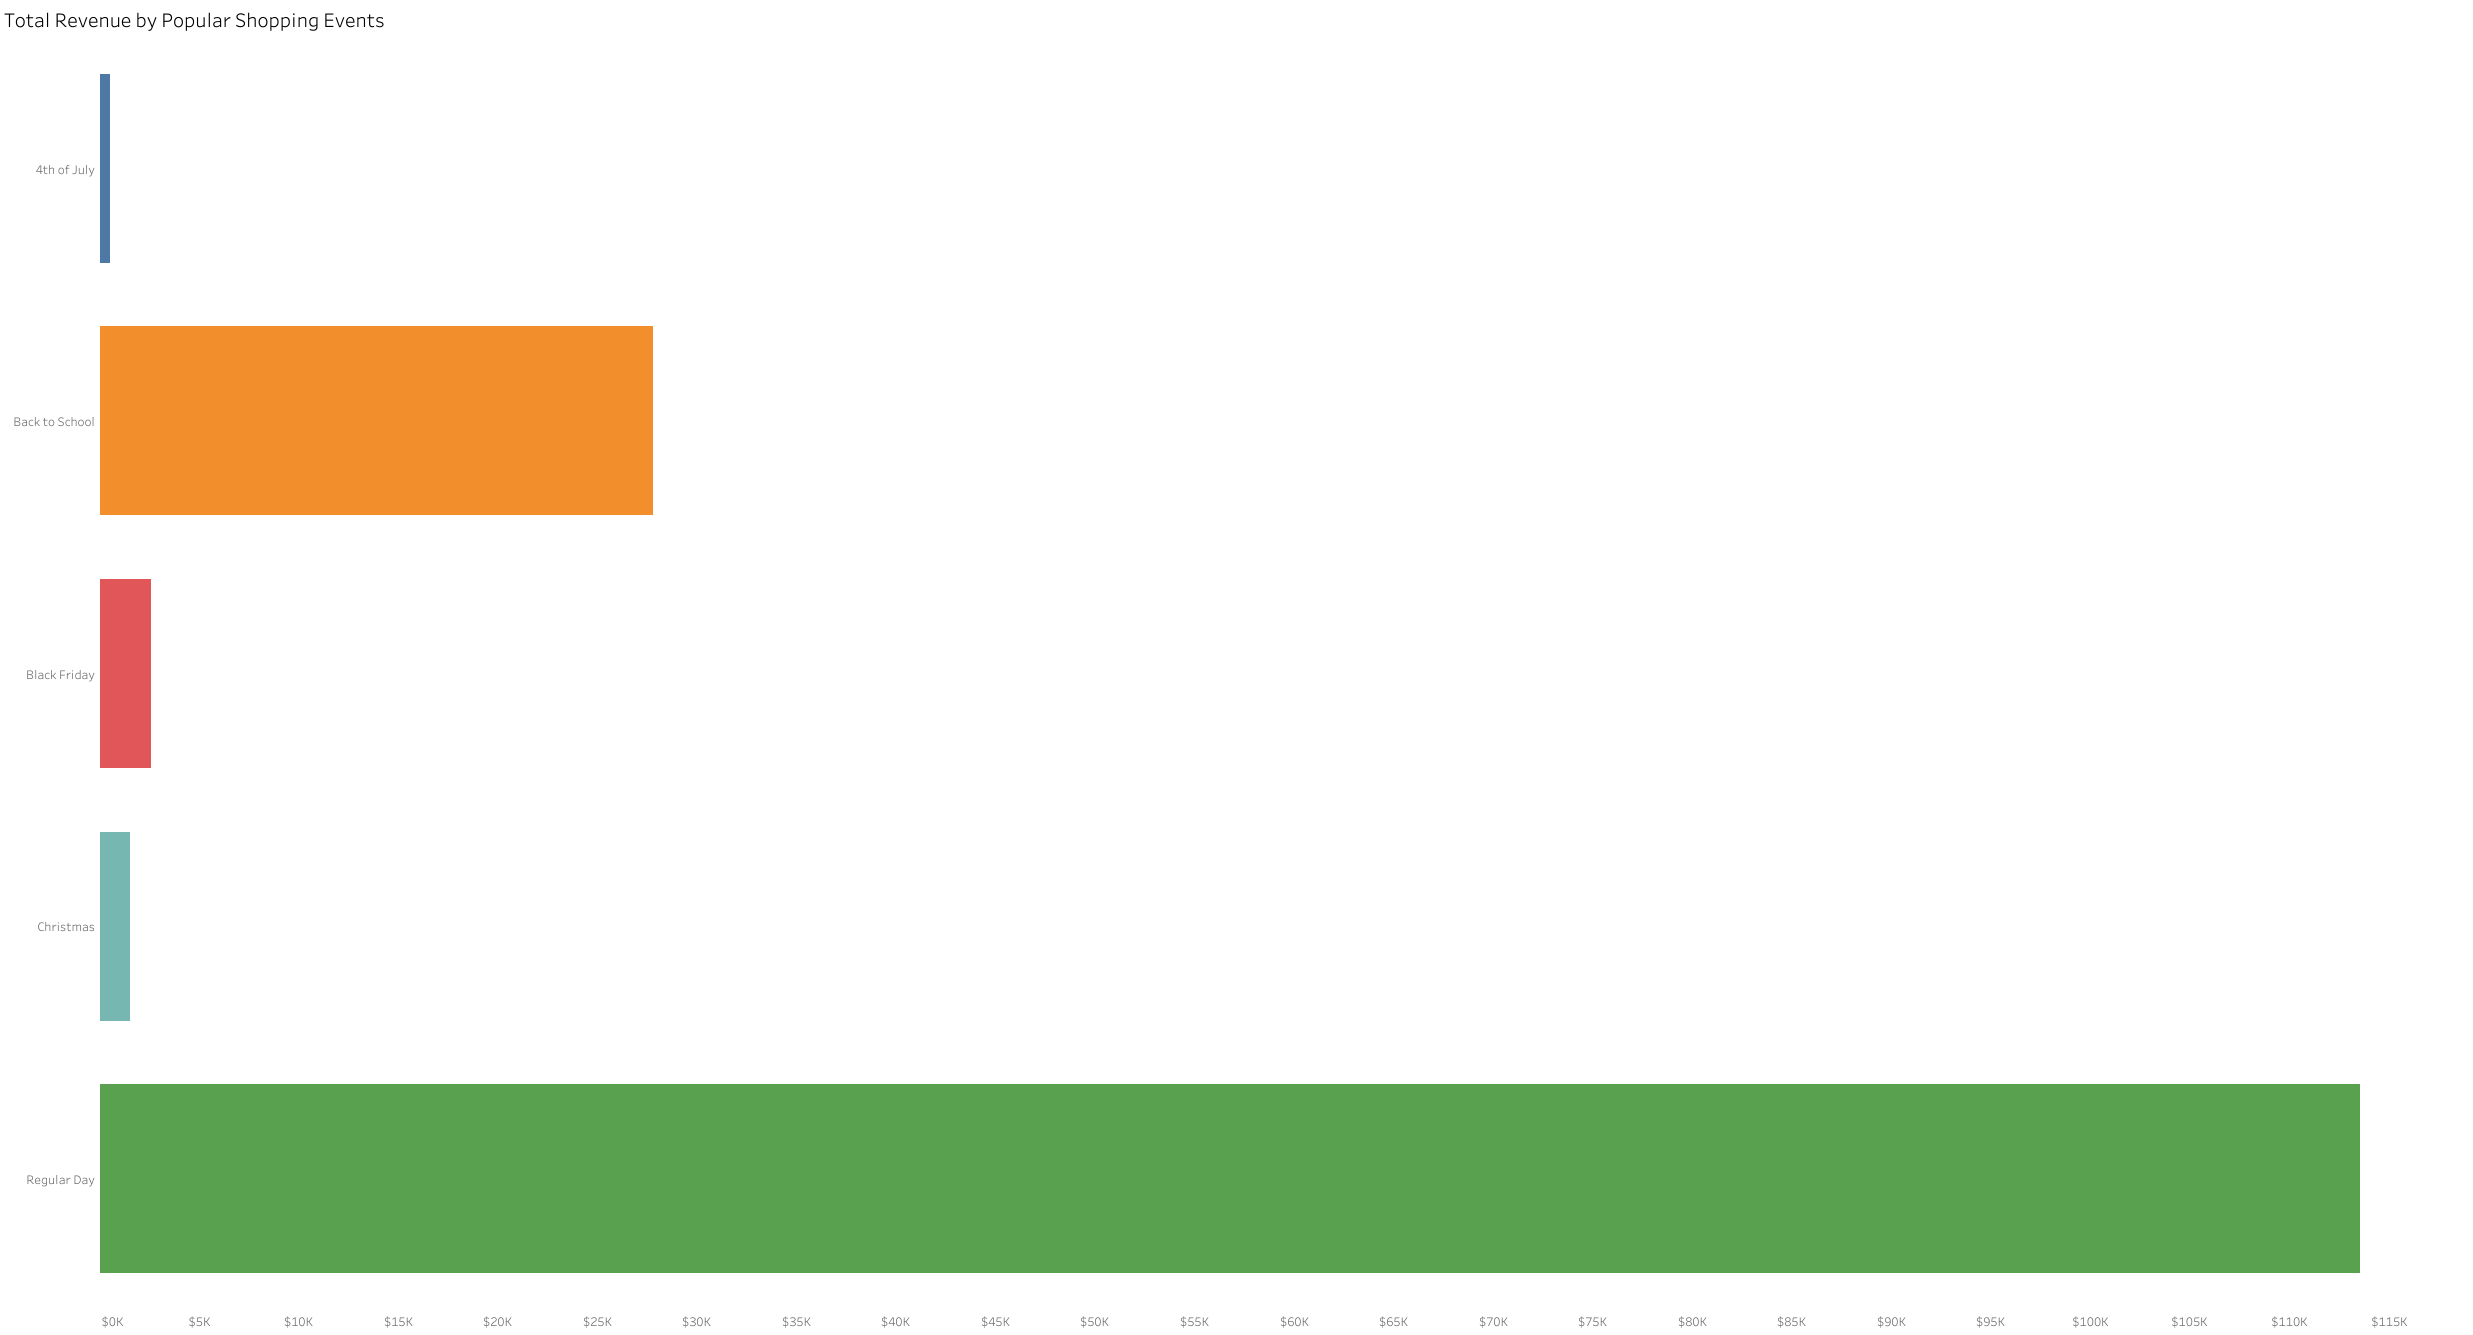 Total Revenue by Popular Shopping Events
4th of July
Back to School
Black Friday
Christmas
Regular Day
$0K $5K $10K $15K $20K $25K $30K $35K $40K $45K $50K $55K $60K $65K $70K $75K $80K $85K $90K $95K $100K $105K $110K $115K